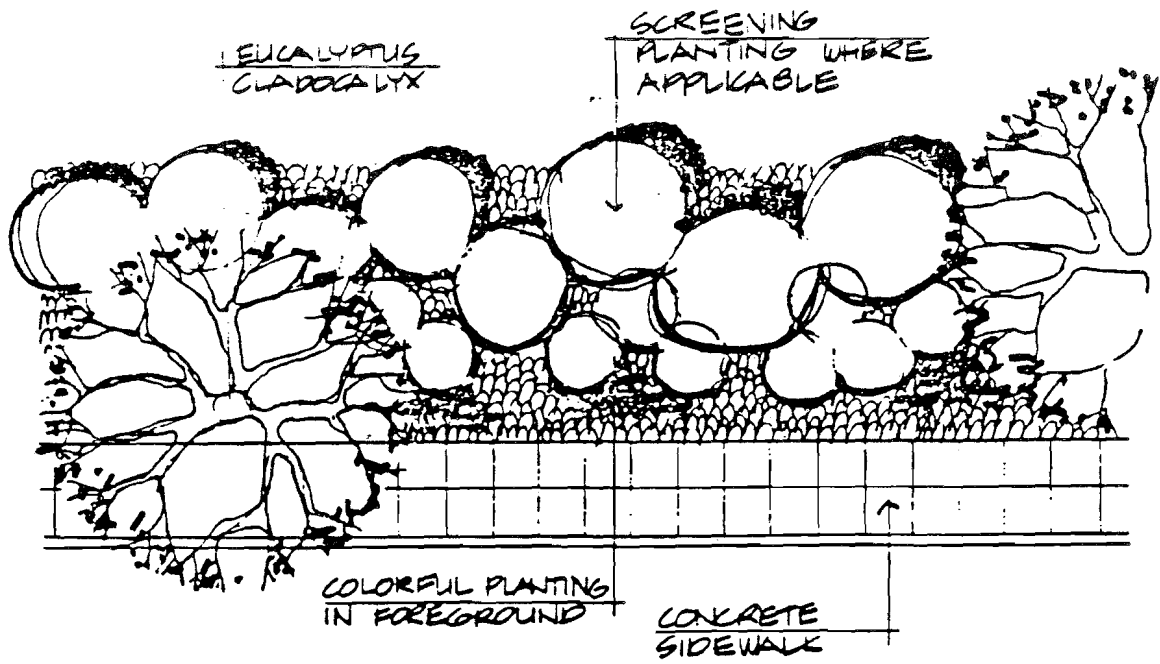 EUCALYPTUS
CLADOCALYX
SCREENING
PLANTING WHERE
APPLICABLE
COLORFUL PLANTING
IN FOREGROUND
CONCRETE
SIDEWALK